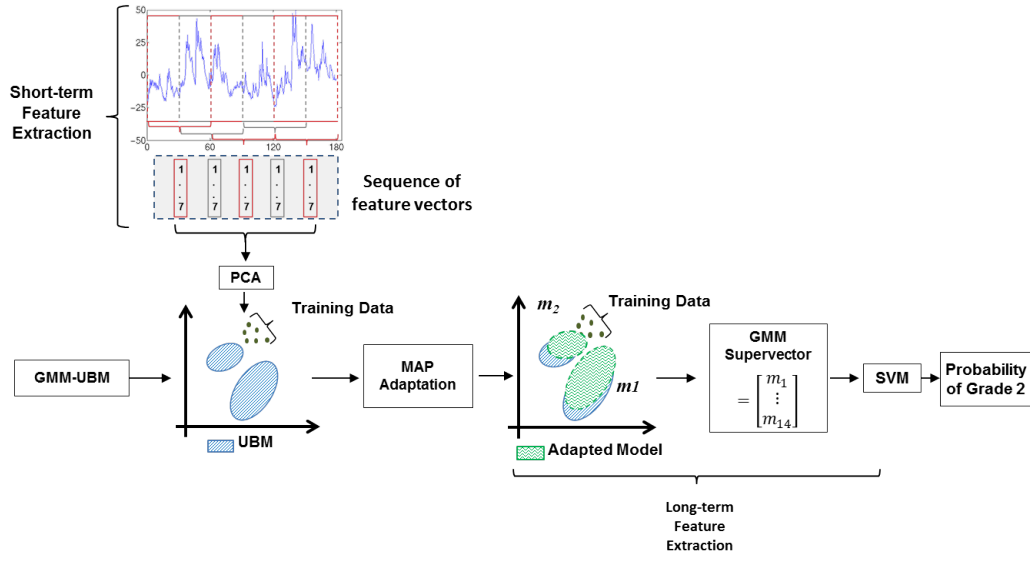 50
25
0
−25
−50
0
60
120
180
Short-term
Feature
Extraction
1
.
.
7
1
.
.
7
1
.
.
7
1
.
.
7
1
.
.
7
Sequence of
feature vectors
PCA
Training Data
GMM-UBM
UBM
MAP
Adaptation
m2
Training Data
m1
Adapted Model
GMM
Supervector
= [m1
⋮
m14]
SVM
Probability
of Grade 2
Long-term
Feature
Extraction